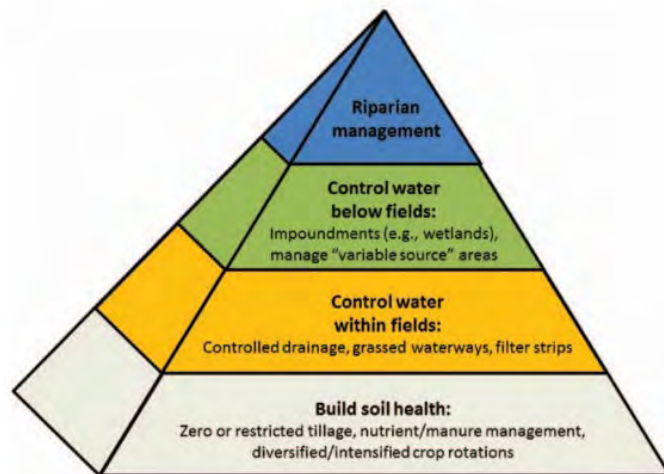 Riparian
management
Control water
below fields:
Impoundments (e.g., wetlands),
manage “variable source” areas
Control water
within fields:
Controlled drainage, grassed waterways, filter strips
Build soil health:
Zero or restricted tillage, nutrient/manure management,
diversified/intensified crop rotations